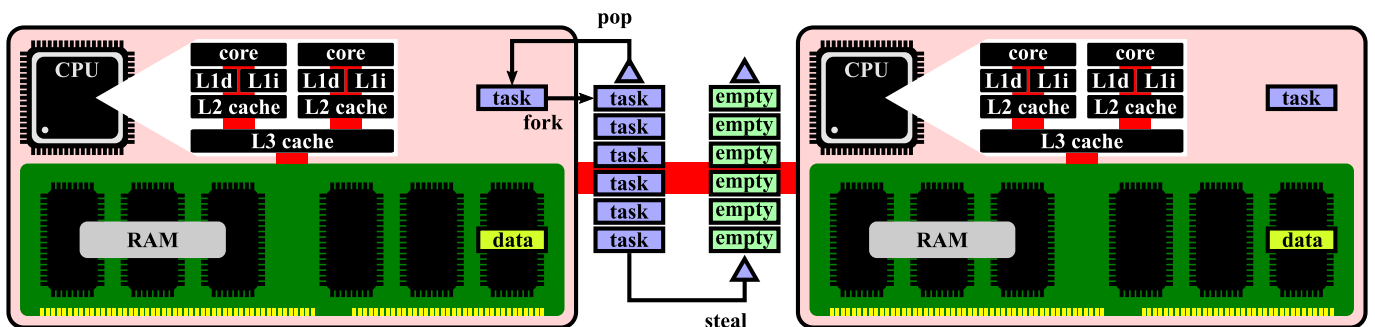 pop
CPU
core
core
L1d
L1i
L1d
L1i
L2 cache
L2 cache
L3 cache
RAM
data
task
fork
task
task
task
task
task
task
empty
empty
empty
empty
empty
empty
steal
CPU
core
core
L1d
L1i
L1d
L1i
L2 cache
L2 cache
L3 cache
task
RAM
data